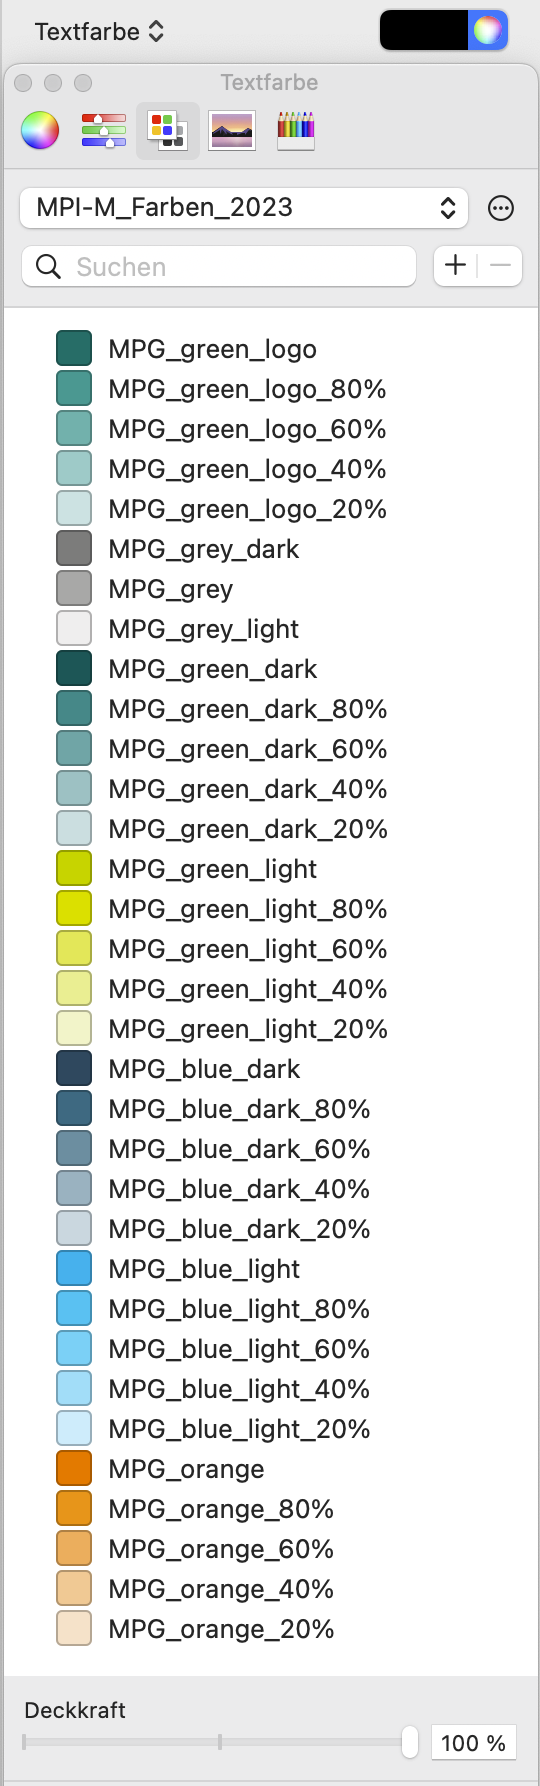 Textfarbe
Textfarbe
MPI-M_Farben_2023
Suchen
MPG_green_logo
MPG_green_logo_80%
MPG_green_logo_60%
MPG_green_logo_40%
MPG_green_logo_20%
MPG_grey_dark
MPG_grey
MPG_grey_light
MPG_green_dark
MPG_green_dark_80%
MPG_green_dark_60%
MPG_green_dark_40%
MPG_green_dark_20%
MPG_green_light
MPG_green_light_80%
MPG_green_light_60%
MPG_green_light_40%
MPG_green_light_20%
MPG_blue_dark
MPG_blue_dark_80%
MPG_blue_dark_60%
MPG_blue_dark_40%
MPG_blue_dark_20%
MPG_blue_light
MPG_blue_light_80%
MPG_blue_light_60%
MPG_blue_light_40%
MPG_blue_light_20%
MPG_orange
MPG_orange_80%
MPG_orange_60%
MPG_orange_40%
MPG_orange_20%
Deckkraft
100 %